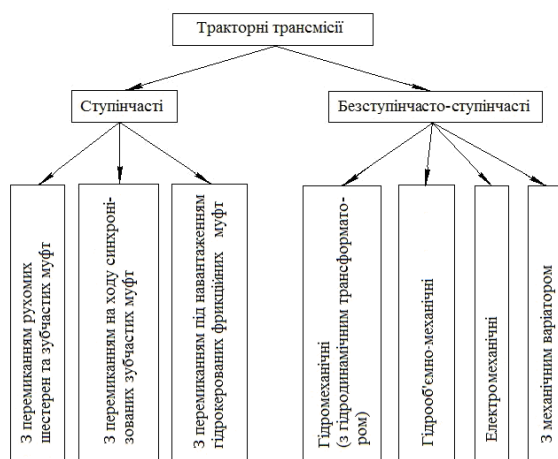 Тракторні трансмісії
Ступінчасті
Безступінчасто-ступінчасті
З перемиканням рухомих
шестерен та зубчастих муфт
З перемиканням на ходу синхроні-
зованих зубчастих муфт
З перемиканням під навантаженням
гідрокерованих фрикційних муфт
Гідромеханічні
(з гідродинамічним трансформато-
ром)
Гідрооб'ємно-механічні
Електромеханічні
З механічним варіатором